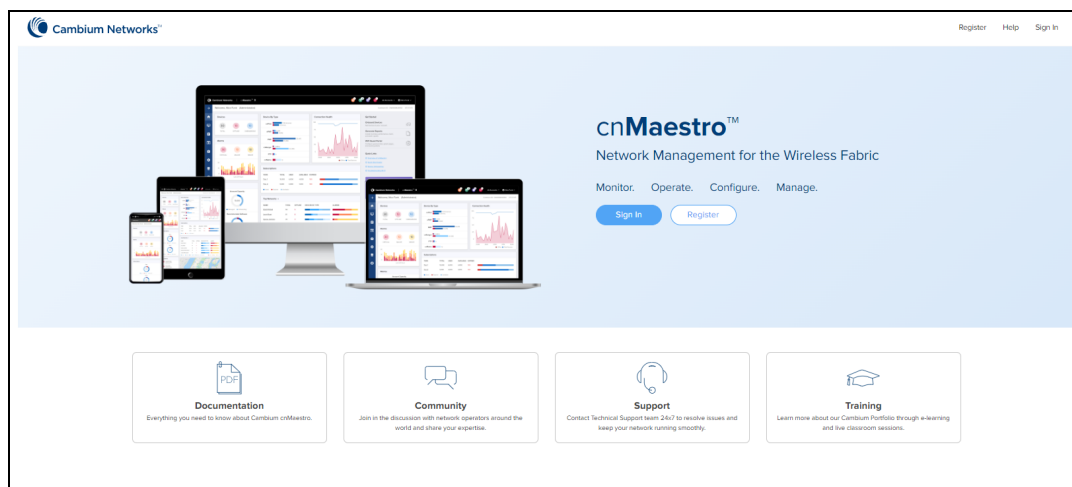 Cambium Networks™
Register Help Sign In
cnMaestro™
Network Management for the Wireless Fabric
Monitor. Operate. Configure. Manage.
Sign In Register
PDF
Documentation
Everything you need to know about Cambium cnMaestro.
Community
Join in the discussion with network operators around the
world and share your expertise.
Support
Contact Technical Support team 24x7 to resolve issues and
keep your network running smoothly.
Training
Learn more about our Cambium Portfolio through e-learning
and live classroom sessions.